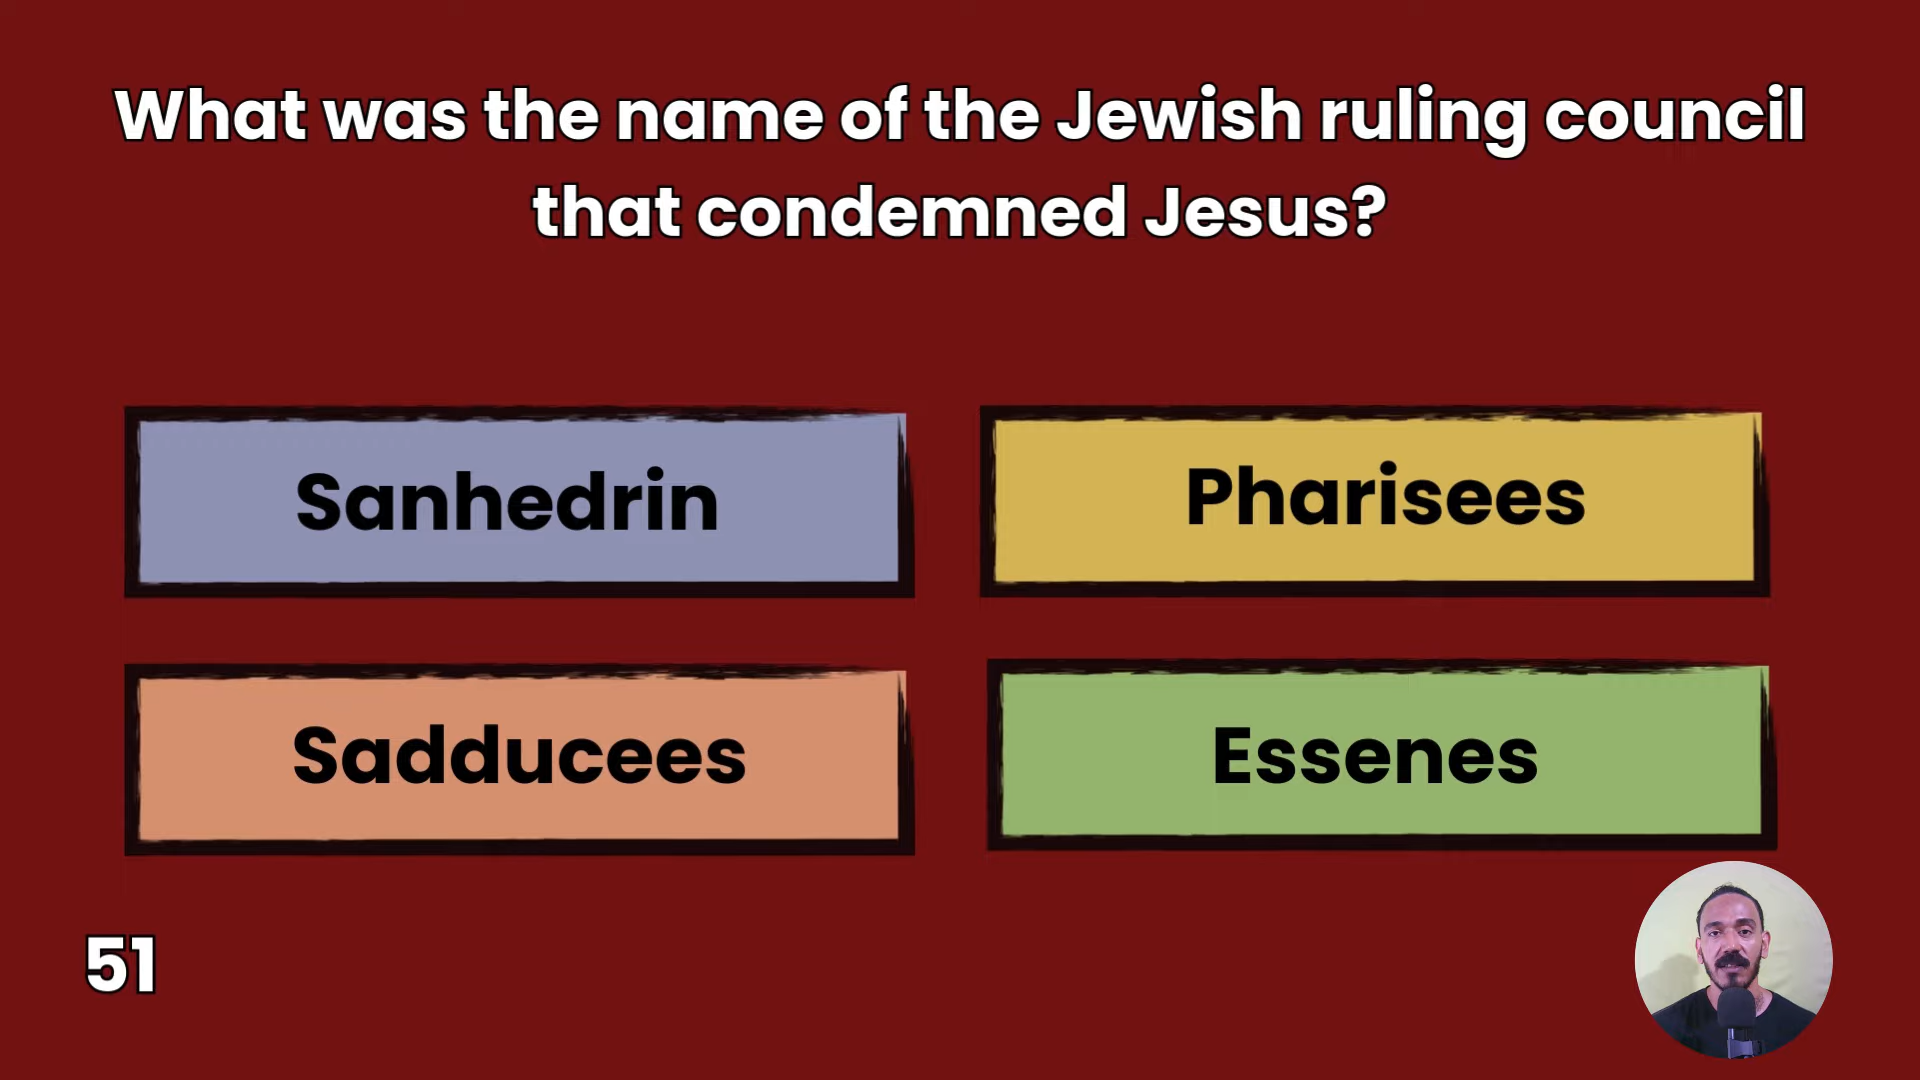 What was the name of the Jewish ruling council
that condemned Jesus?
Sanhedrin
Pharisees
Sadducees
Essenes
51